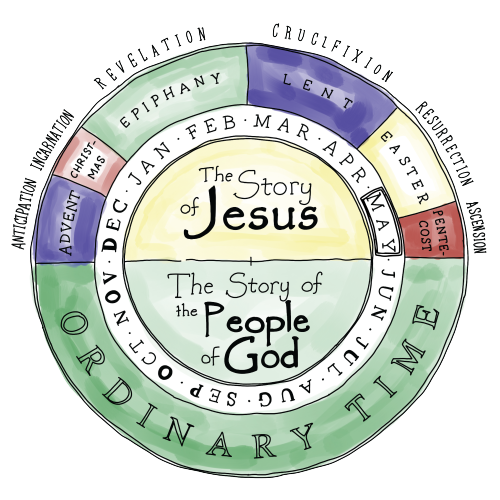 ANTICIPATION
INCARNATION
REVELATION
CRUCIFIXION
RESURRECTION
ASCENSION
ADVENT
CHRIST-
MAS
EPIPHANY
LENT
EASTER
PENTE-
COST
ORDINARY TIME
JAN · FEB · MAR · APR · MAY · JUN · JUL · AUG · SEP · OCT · NOV · DEC ·
The Story
of Jesus
The Story of
the People
of God